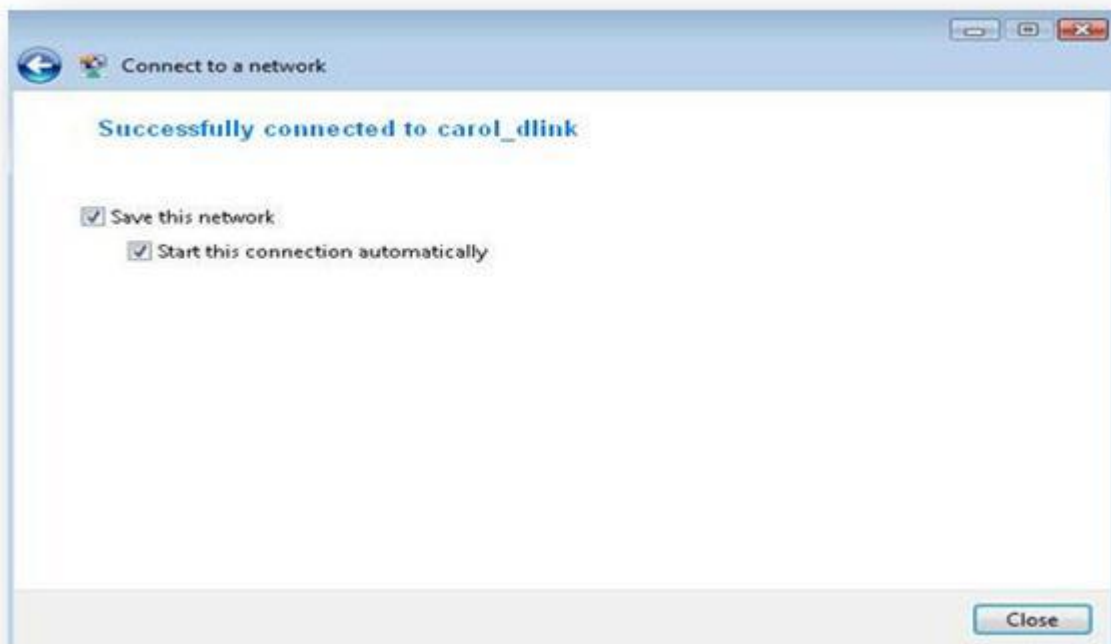 Connect to a network
Successfully connected to carol_dlink
Save this network
Start this connection automatically
Close